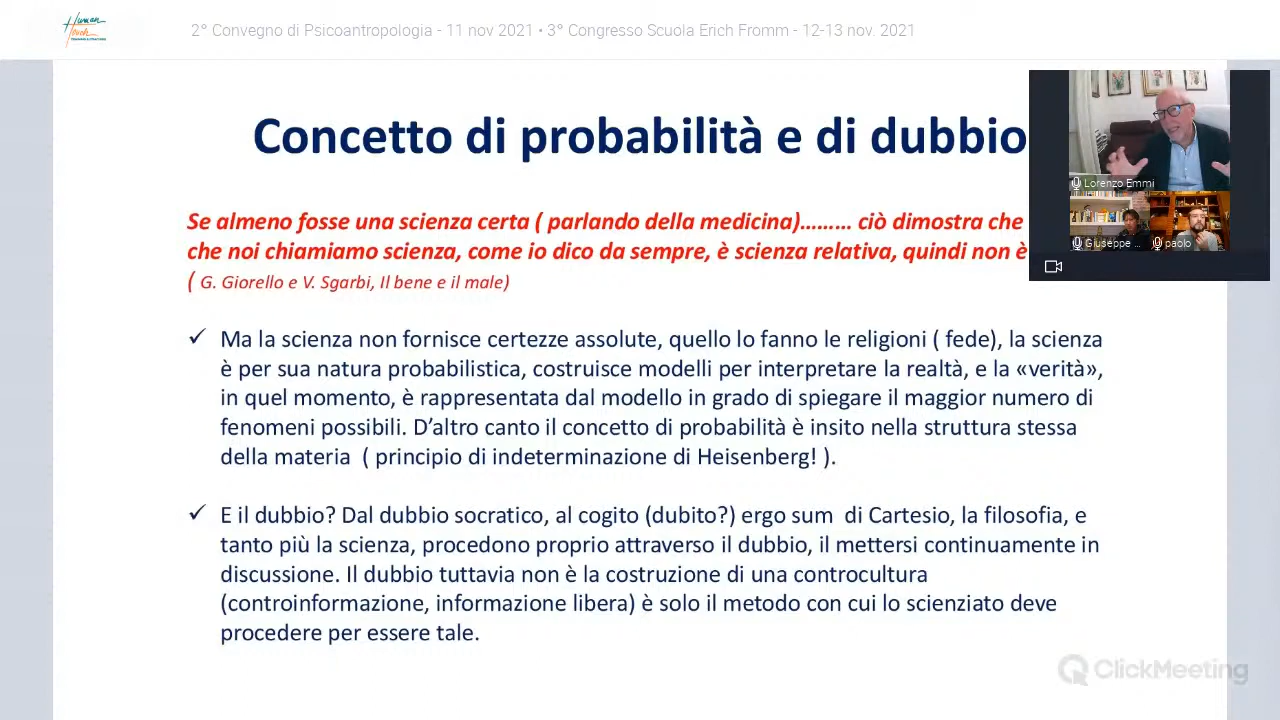 Human
Touch
2° Convegno di Psicoantropologia - 11 nov 2021 • 3° Congresso Scuola Erich Fromm - 12-13 nov. 2021
Concetto di probabilità e di dubbio
Se almeno fosse una scienza certa ( parlando della medicina)……… ciò dimostra che
che noi chiamiamo scienza, come io dico da sempre, è scienza relativa, quindi non è
( G. Giorello e V. Sgarbi, Il bene e il male)
Lorenzo Emmi
Giuseppe ...
paolo
✓ Ma la scienza non fornisce certezze assolute, quello lo fanno le religioni ( fede), la scienza
è per sua natura probabilistica, costruisce modelli per interpretare la realtà, e la «verità»,
in quel momento, è rappresentata dal modello in grado di spiegare il maggior numero di
fenomeni possibili. D’altro canto il concetto di probabilità è insito nella struttura stessa
della materia ( principio di indeterminazione di Heisenberg! ).
✓ E il dubbio? Dal dubbio socratico, al cogito (dubito?) ergo sum di Cartesio, la filosofia, e
tanto più la scienza, procedono proprio attraverso il dubbio, il mettersi continuamente in
discussione. Il dubbio tuttavia non è la costruzione di una controcultura
(controinformazione, informazione libera) è solo il metodo con cui lo scienziato deve
procedere per essere tale.
ClickMeeting